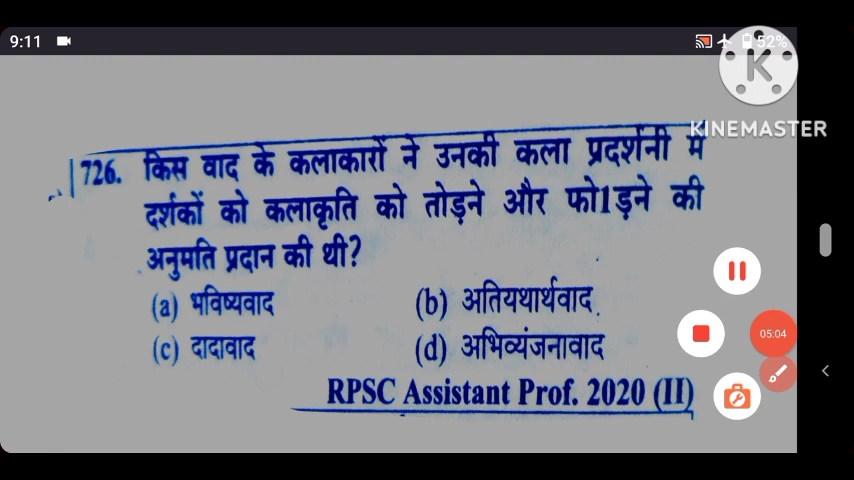 9:11
52%
KINEMASTER
726. किस वाद के कलाकारों ने उनकी कला प्रदर्शनी में
दर्शकों को कलाकृति को तोड़ने और फो1ड़ने की
अनुमति प्रदान की थी?
(a) भविष्यवाद (b) अतियथार्थवाद
(c) दादावाद (d) अभिव्यंजनावाद
RPSC Assistant Prof. 2020 (II)
05:04